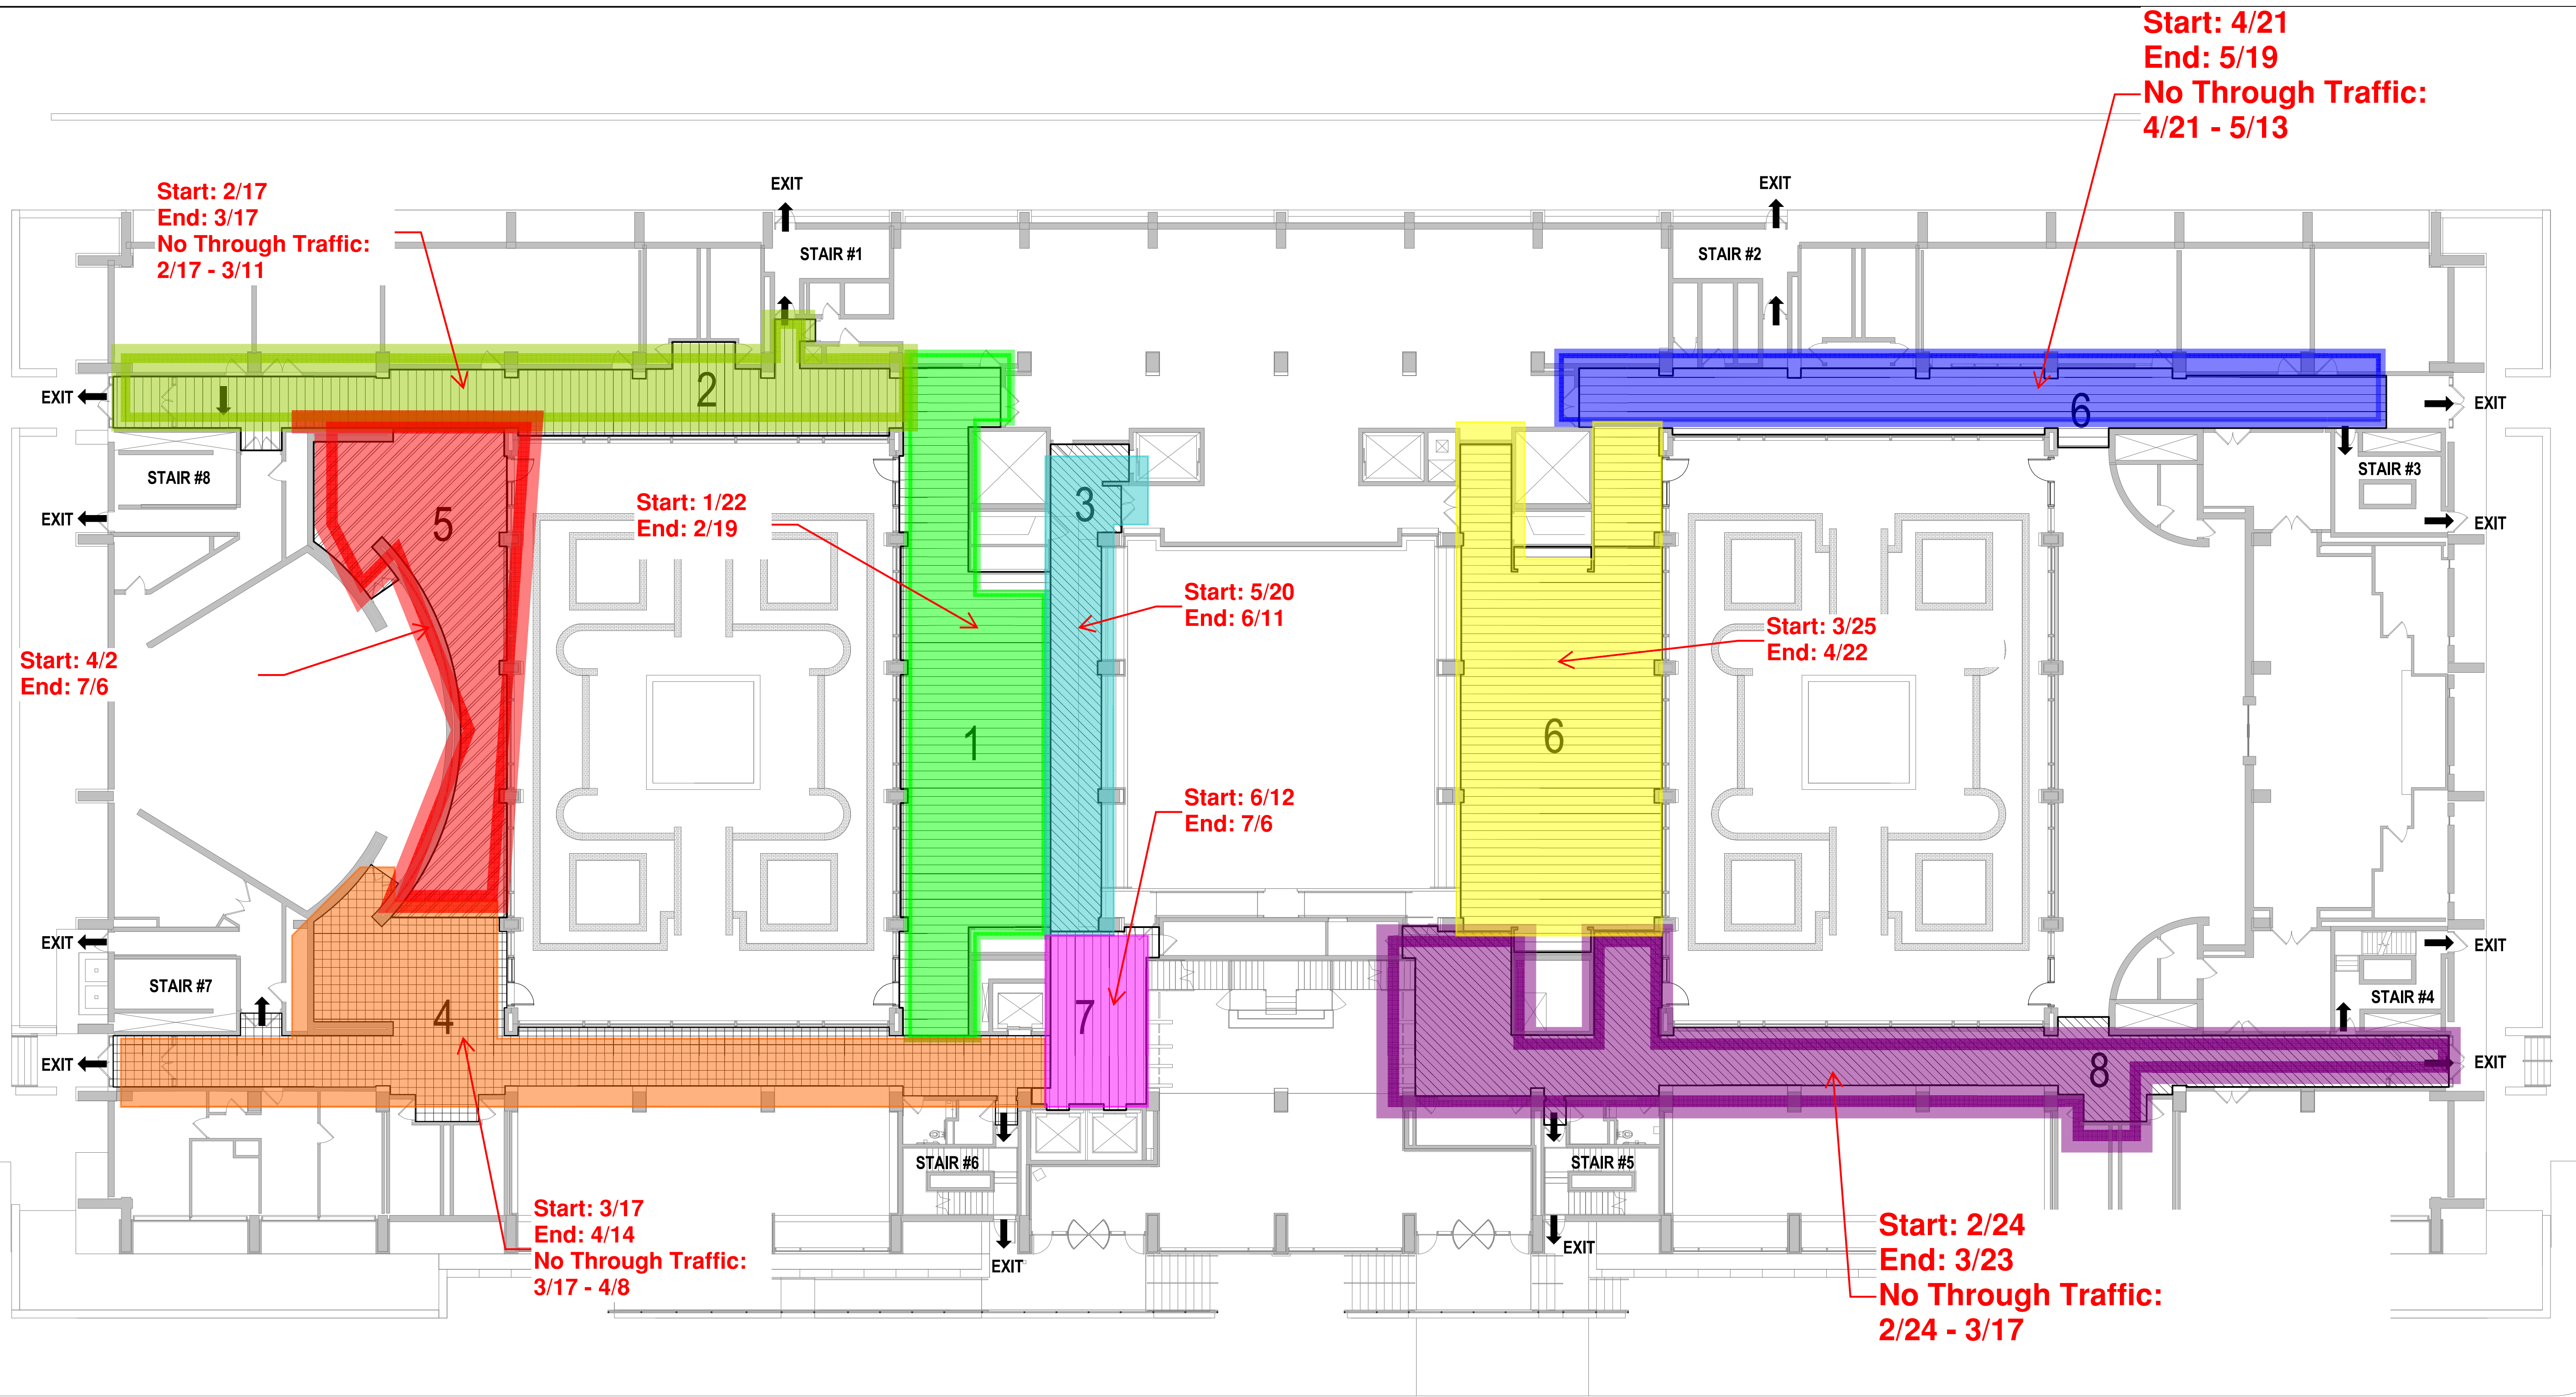 Start: 4/21
End: 5/19
No Through Traffic:
4/21 - 5/13
Start: 2/17
End: 3/17
No Through Traffic:
2/17 - 3/11
EXIT
EXIT
STAIR #1
STAIR #2
2
6
EXIT
EXIT
STAIR #8
STAIR #3
5
3
Start: 1/22
End: 2/19
EXIT
EXIT
Start: 5/20
End: 6/11
Start: 3/25
End: 4/22
Start: 4/2
End: 7/6
1
6
Start: 6/12
End: 7/6
EXIT
EXIT
STAIR #7
STAIR #4
4
7
8
EXIT
EXIT
STAIR #6
STAIR #5
Start: 3/17
End: 4/14
No Through Traffic:
3/17 - 4/8
EXIT
EXIT
Start: 2/24
End: 3/23
No Through Traffic:
2/24 - 3/17